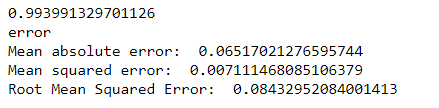 0.993991329701126
error
Mean absolute error:  0.06517021276595744
Mean squared error:  0.007111468085106379
Root Mean Squared Error:  0.08432952084001413